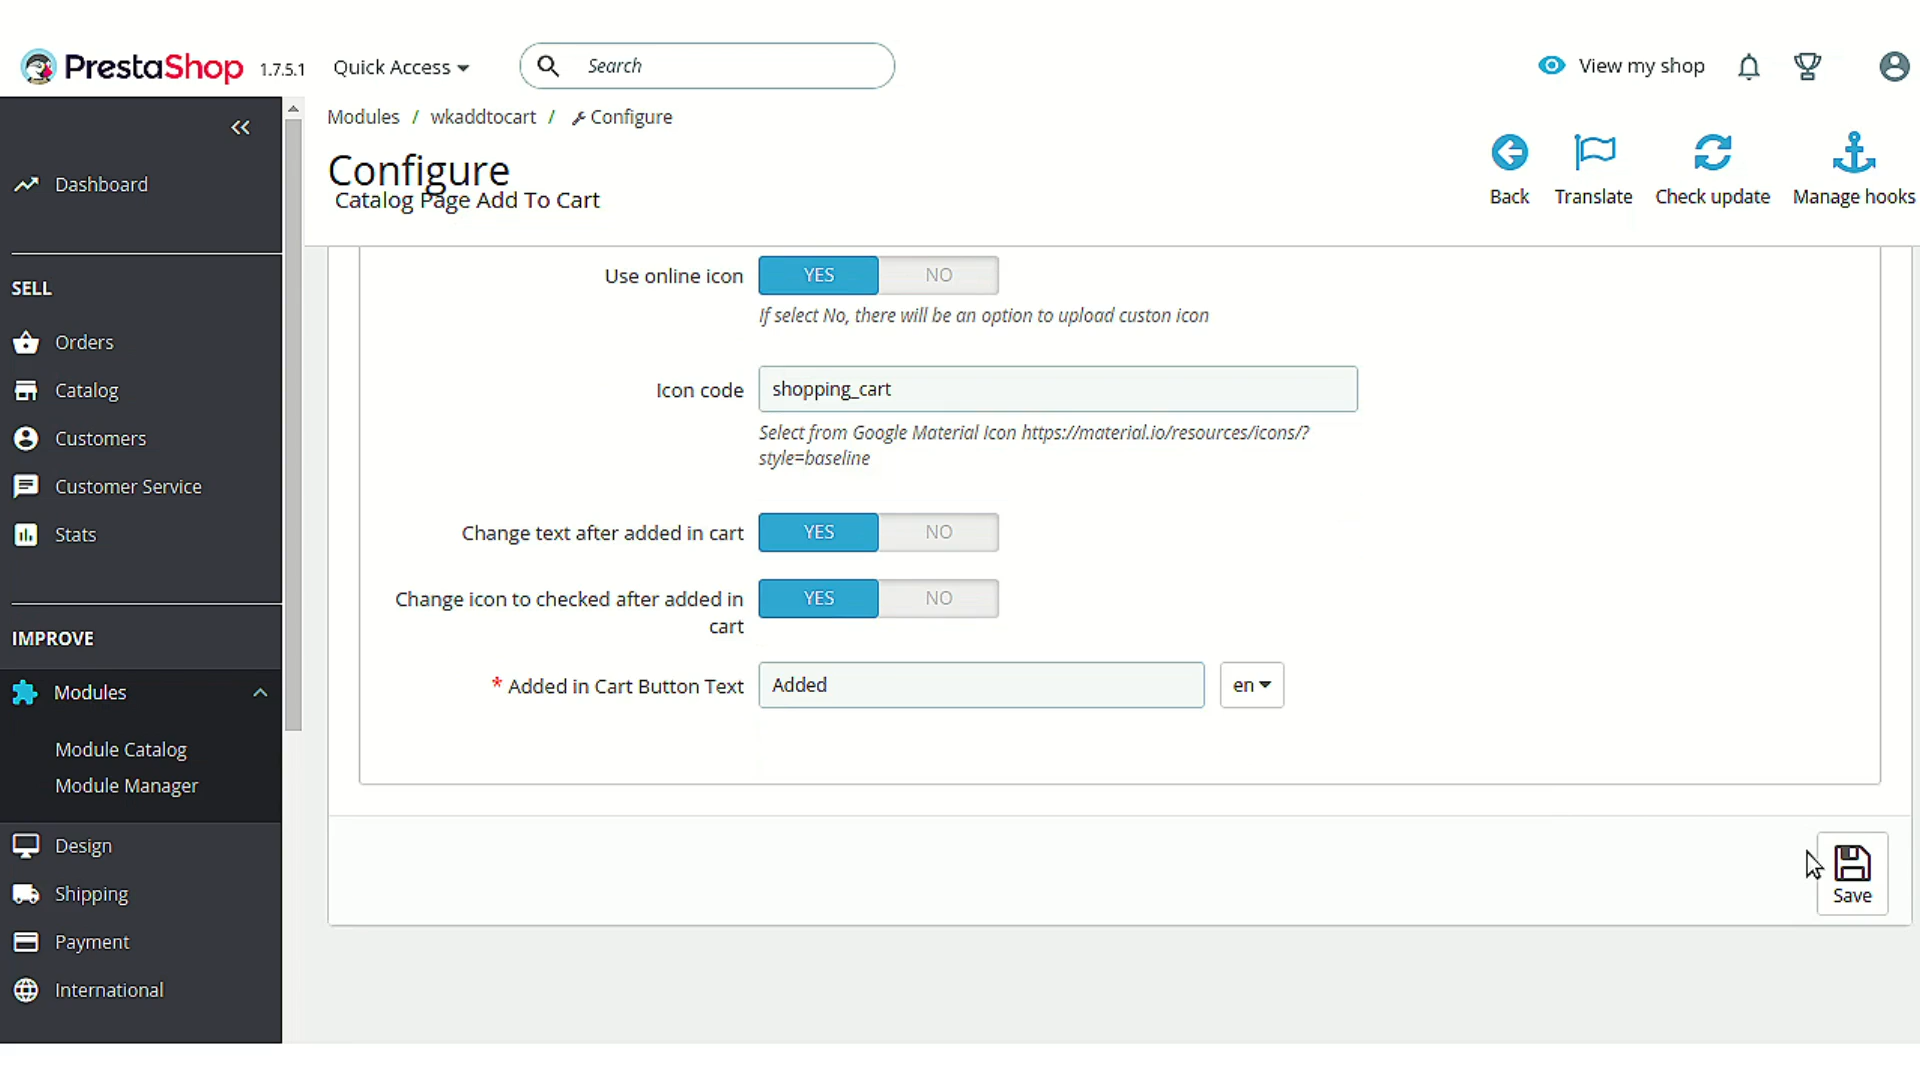 PrestaShop 1.7.5.1 Quick Access Search View my shop
Modules / wkaddtocart / Configure
Configure
Catalog Page Add To Cart
Back Translate Check update Manage hooks
Dashboard
SELL
Orders
Catalog
Customers
Customer Service
Stats
IMPROVE
Modules
Module Catalog
Module Manager
Design
Shipping
Payment
International
Use online icon YES NO
If select No, there will be an option to upload custon icon
Icon code shopping_cart
Select from Google Material Icon https://material.io/resources/icons/?
style=baseline
Change text after added in cart YES NO
Change icon to checked after added in YES NO
cart
* Added in Cart Button Text Added en
Save